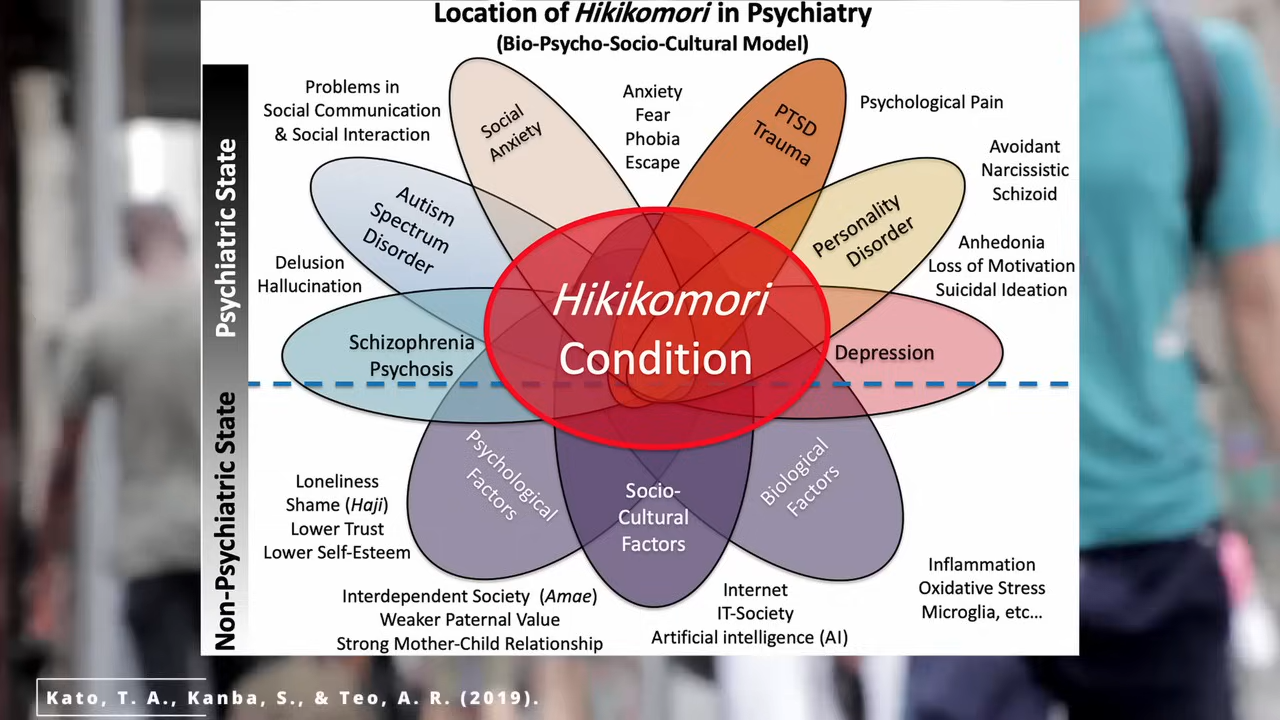 Location of Hikikomori in Psychiatry
(Bio-Psycho-Socio-Cultural Model)
Psychiatric State
Non-Psychiatric State
Problems in
Social Communication
& Social Interaction
Social
Anxiety
Anxiety
Fear
Phobia
Escape
PTSD
Trauma
Psychological Pain
Avoidant
Narcissistic
Schizoid
Autism
Spectrum
Disorder
Personality
Disorder
Delusion
Hallucination
Anhedonia
Loss of Motivation
Suicidal Ideation
Schizophrenia
Psychosis
Hikikomori
Condition
Depression
Psychological
Factors
Socio-
Cultural
Factors
Biological
Factors
Loneliness
Shame (Haji)
Lower Trust
Lower Self-Esteem
Interdependent Society (Amae)
Weaker Paternal Value
Strong Mother-Child Relationship
Internet
IT-Society
Artificial intelligence (AI)
Inflammation
Oxidative Stress
Microglia, etc...
Kato, T. A., Kanba, S., & Teo, A. R. (2019).